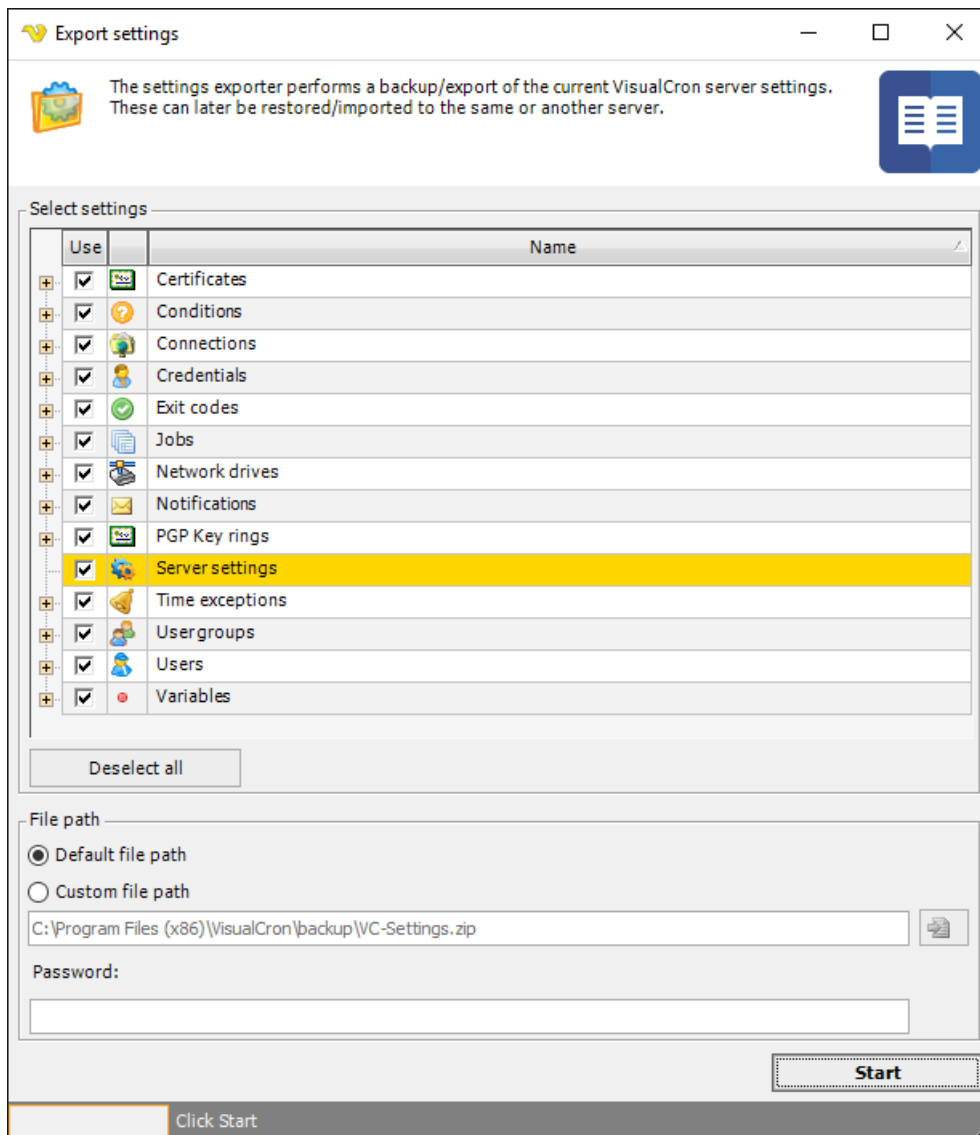 Export settings
The settings exporter performs a backup/export of the current VisualCron server settings.
These can later be restored/imported to the same or another server.
Select settings
Use Name
Certificates
Conditions
Connections
Credentials
Exit codes
Jobs
Network drives
Notifications
PGP Key rings
Server settings
Time exceptions
Usergroups
Users
Variables
Deselect all
File path
Default file path
Custom file path
C:\Program Files (x86)\VisualCron\backup\VC-Settings.zip
Password:
Start
Click Start